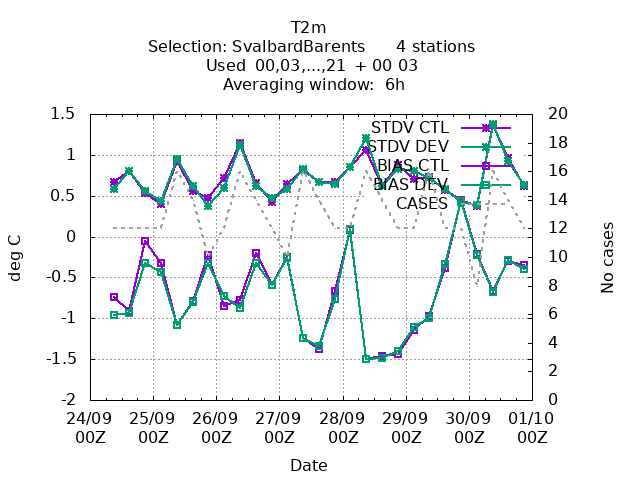 T2m
Selection: SvalbardBarents     4 stations
Used 00,03,...,21 + 00 03
Averaging window: 6h
STDV CTL
STDV DEV
BIAS CTL
BIAS DEV
CASES
1.5
1
0.5
0
-0.5
-1
-1.5
-2
20
18
16
14
12
10
8
6
4
2
0
deg C
No cases
24/09 25/09 26/09 27/09 28/09 29/09 30/09 01/10
00Z 00Z 00Z 00Z 00Z 00Z 00Z 00Z
Date